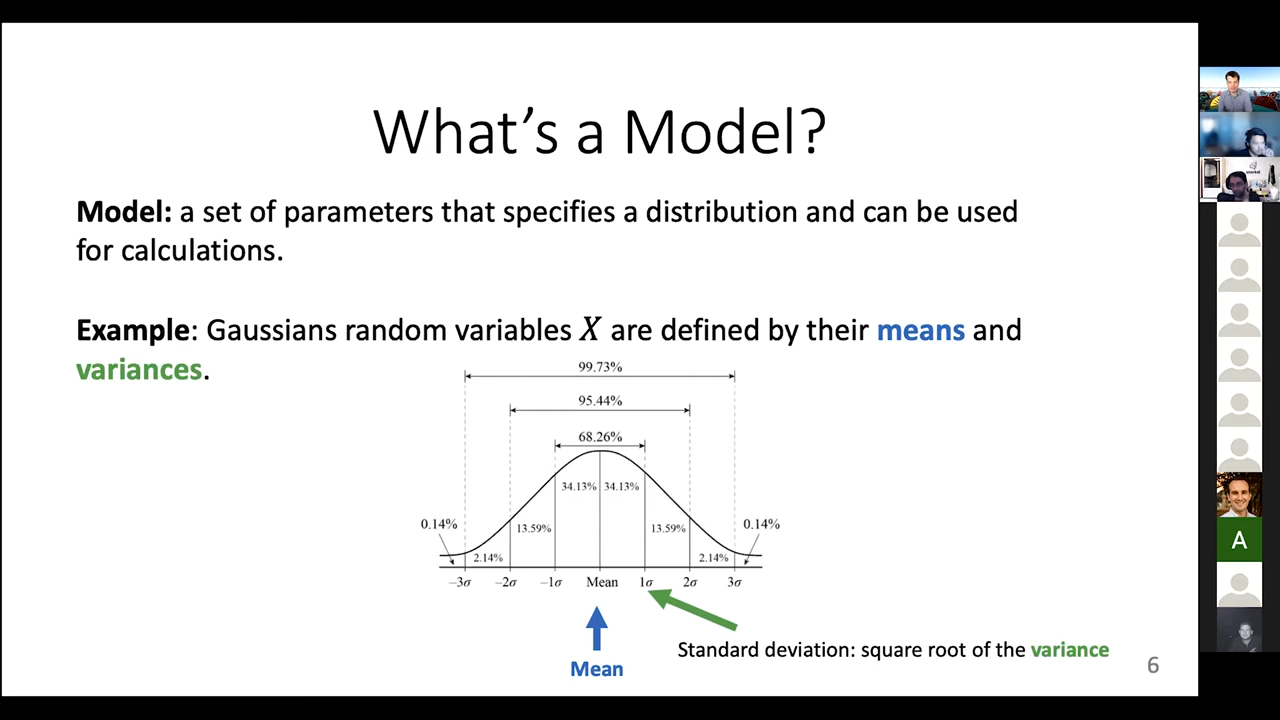 What's a Model?
Model: a set of parameters that specifies a distribution and can be used
for calculations.
Example: Gaussians random variables X are defined by their means and
variances.
99.73%
95.44%
68.26%
34.13% 34.13%
0.14% 13.59% 13.59% 0.14%
2.14% 2.14%
−3σ −2σ −1σ Mean 1σ 2σ 3σ
Standard deviation: square root of the variance
Mean
6
A